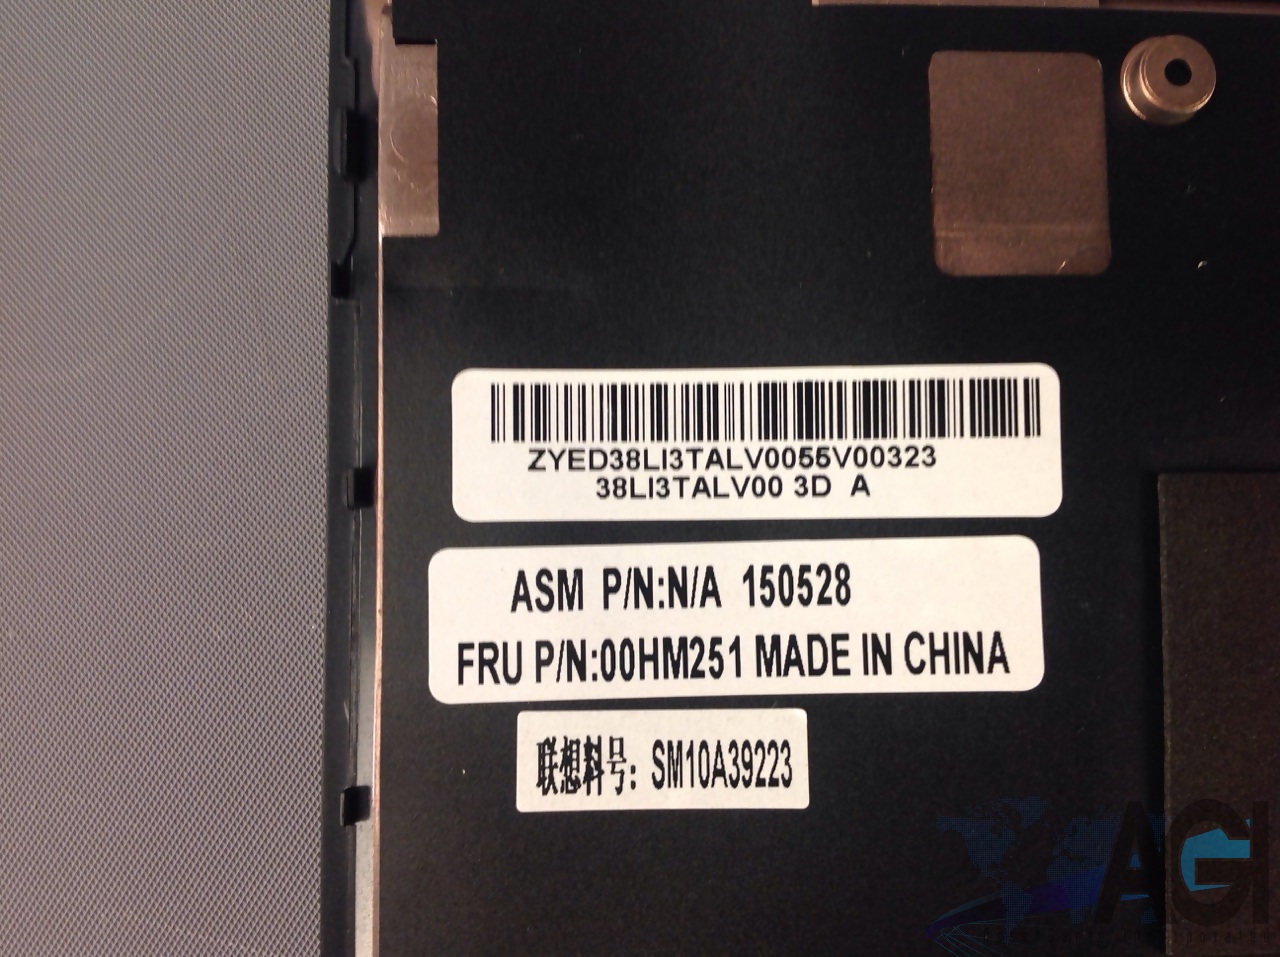 ZYED38LI3TALV0055V00323
38LI3TALV00 3D A
ASM P/N:N/A 150528
FRU P/N:00HM251 MADE IN CHINA
联想料号: SM10A39223
AGI